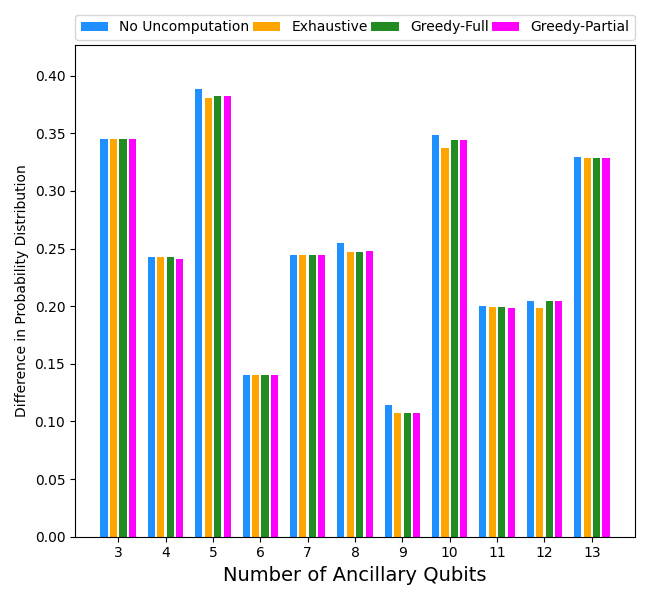 No Uncomputation Exhaustive Greedy-Full Greedy-Partial
Difference in Probability Distribution
0.40
0.35
0.30
0.25
0.20
0.15
0.10
0.05
0.00
3 4 5 6 7 8 9 10 11 12 13
Number of Ancillary Qubits